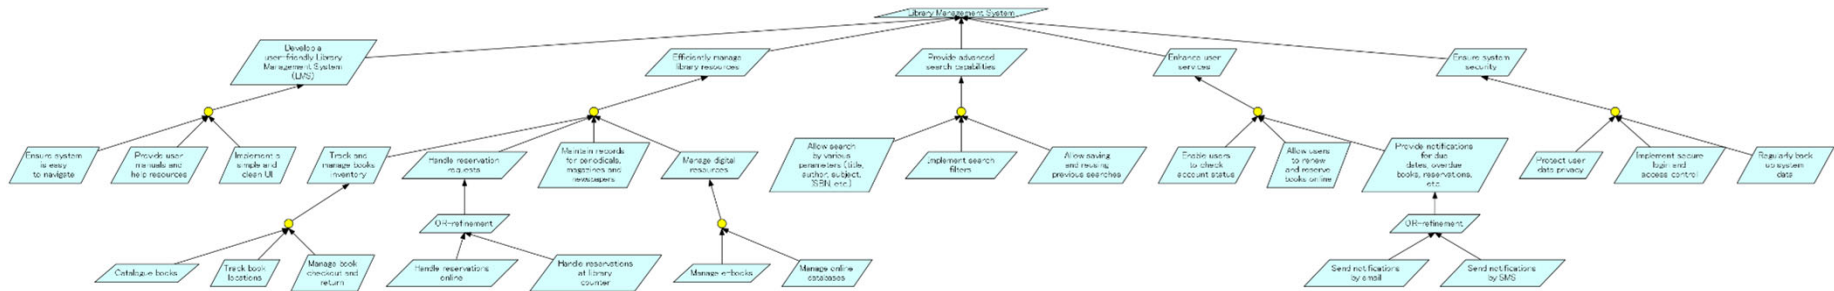 Library Management System
Develop a
user-friendly Library
Management System
(LMS)
Efficiently manage
library resources
Provide advanced
search capabilities
Enhance user
services
Ensure system
security
Ensure system
is easy
to navigate
Provide user
manuals and
help resources
Implement a
simple and
clean UI
Track and
manage books
inventory
Handle reservation
requests
Maintain records
for periodicals,
magazines and
newspapers
Manage digital
resources
Allow search
by various
parameters (title,
author, subject,
ISBN, etc.)
Implement search
filters
Allow saving
and reusing
previous searches
Enable users
to check
account status
Allow users
to renew
and reserve
books online
Provide notifications
for due
dates, overdue
books, reservations,
etc.
Protect user
data privacy
Implement secure
login and
access control
Regularly back
up system
data
OR-refinement
OR-refinement
Catalogue books
Track book
locations
Manage book
checkout and
return
Handle reservations
online
Handle reservations
at library
counter
Manage e-books
Manage online
databases
Send notifications
by email
Send notifications
by SMS